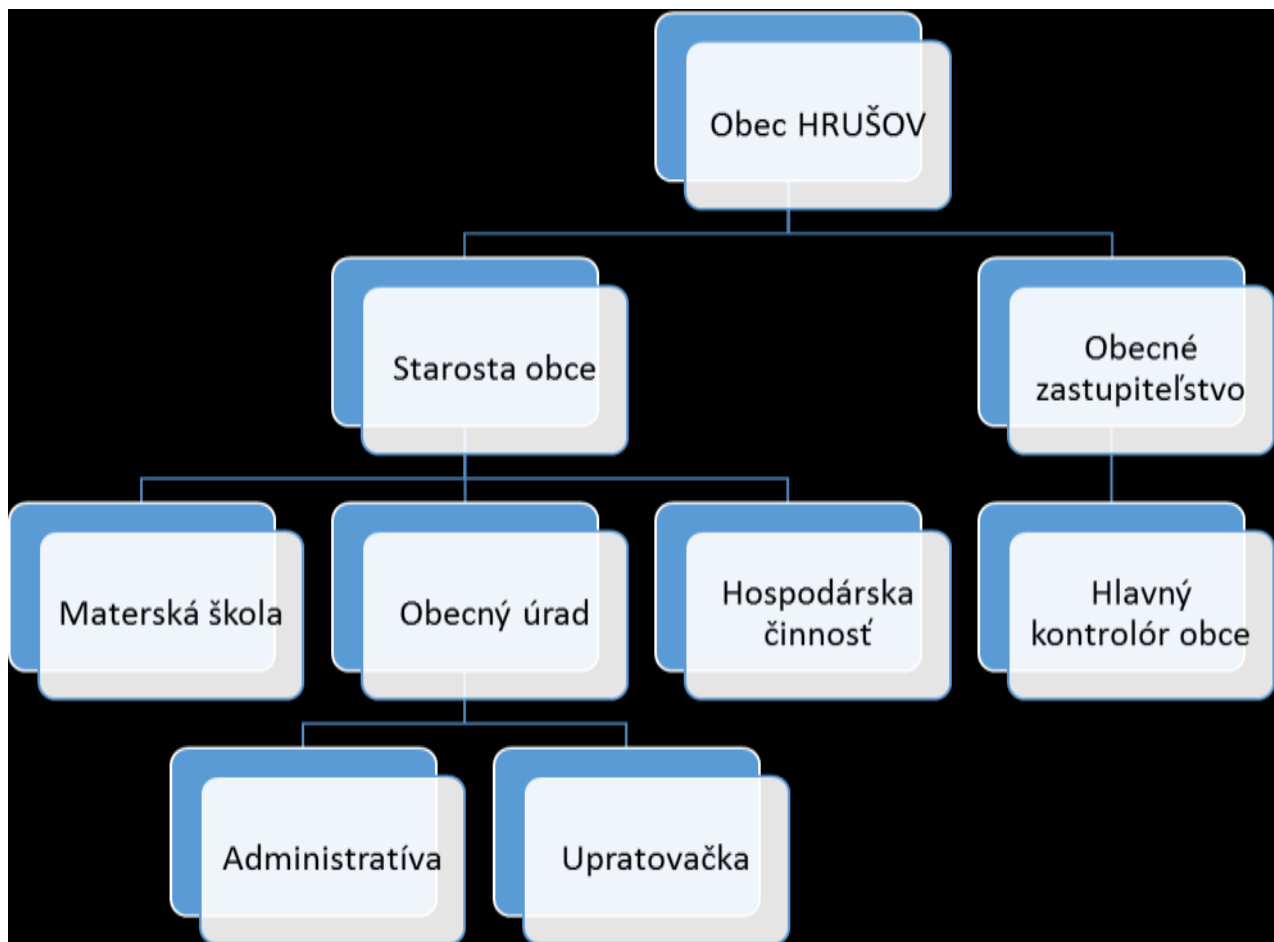 Obec HRUŠOV
Starosta obce
Obecné
zastupiteľstvo
Materská škola
Obecný úrad
Hospodárska
činnosť
Hlavný
kontrolór obce
Administratíva
Upratovačka